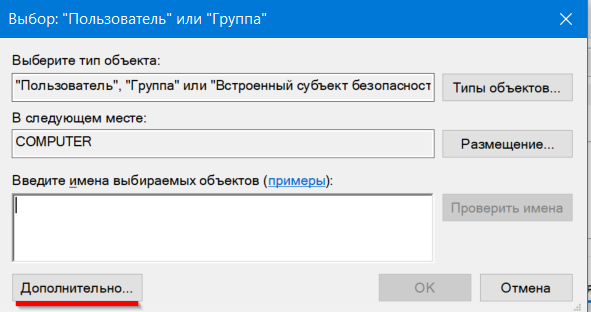 Выбор: "Пользователь" или "Группа"
Выберите тип объекта:
"Пользователь", "Группа" или "Встроенный субъект безопасност
Типы объектов...
В следующем месте:
COMPUTER
Размещение...
Введите имена выбираемых объектов (примеры):
Проверить имена
Дополнительно...
OK
Отмена